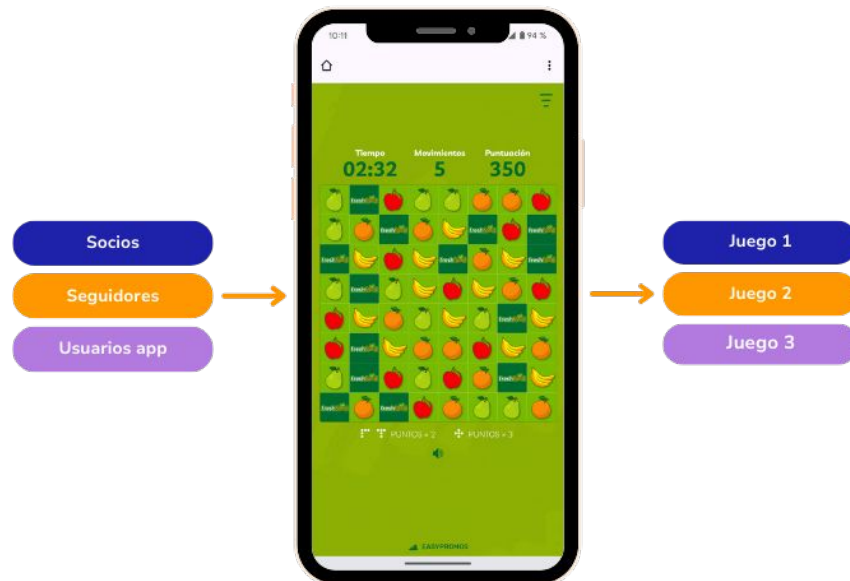 10:11
94 %
Tiempo
Movimientos
Puntuación
02:32
5
350
Socios
Seguidores
Usuarios app
Juego 1
Juego 2
Juego 3
PUNTOS × 2
PUNTOS × 3
EASYPROMOS